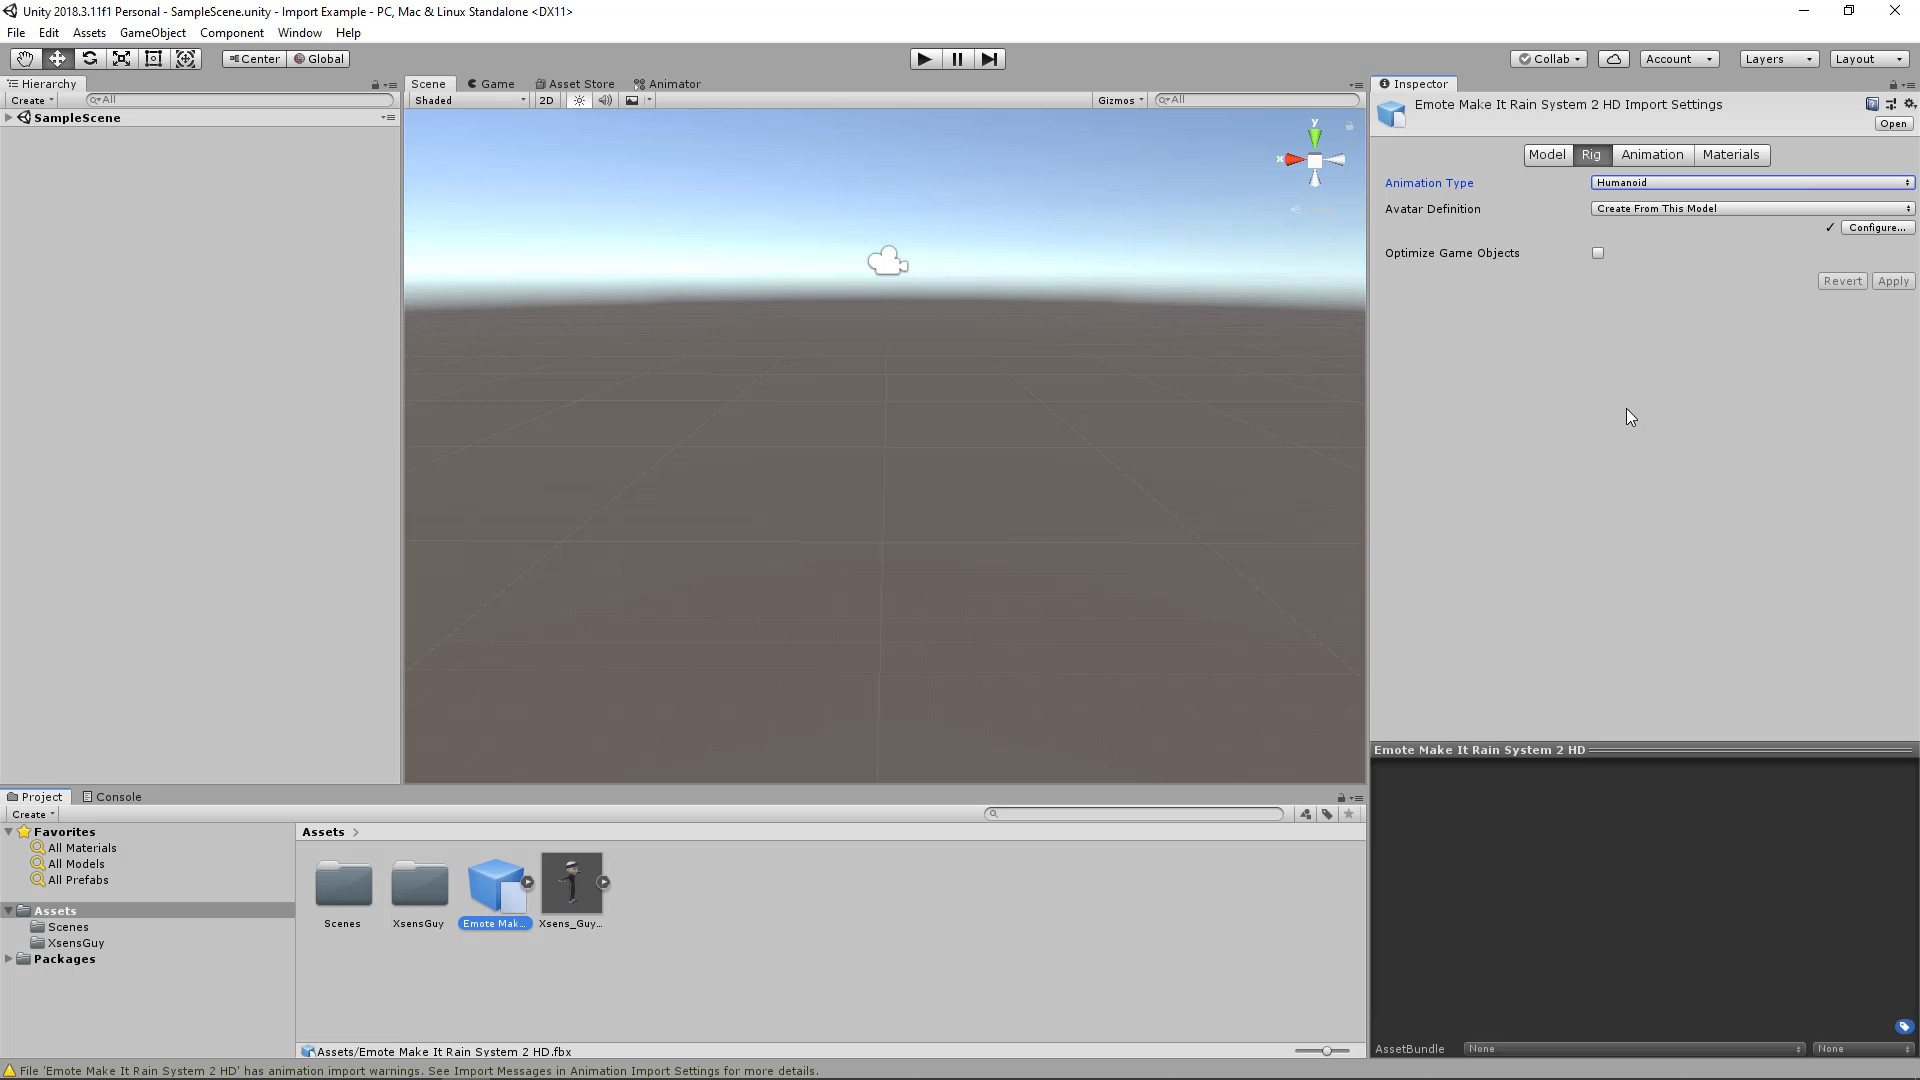 Unity 2018.3.11f1 Personal - SampleScene.unity - Import Example - PC, Mac & Linux Standalone <DX11>
File Edit Assets GameObject Component Window Help
Center Global Collab Account Layers Layout
Hierarchy
Create All
SampleScene
Scene Game Asset Store Animator
Shaded 2D Gizmos All
y
x
Inspector
Emote Make It Rain System 2 HD Import Settings
Open
Model Rig Animation Materials
Animation Type Humanoid
Avatar Definition Create From This Model
✓ Configure...
Optimize Game Objects
Revert Apply
Emote Make It Rain System 2 HD
AssetBundle None None
Project Console
Create
Favorites
All Materials
All Models
All Prefabs
Assets
Scenes
XsensGuy
Packages
Assets
Scenes XsensGuy Emote Mak... Xsens_Guy...
Assets/Emote Make It Rain System 2 HD.fbx
File 'Emote Make It Rain System 2 HD' has animation import warnings. See Import Messages in Animation Import Settings for more details.